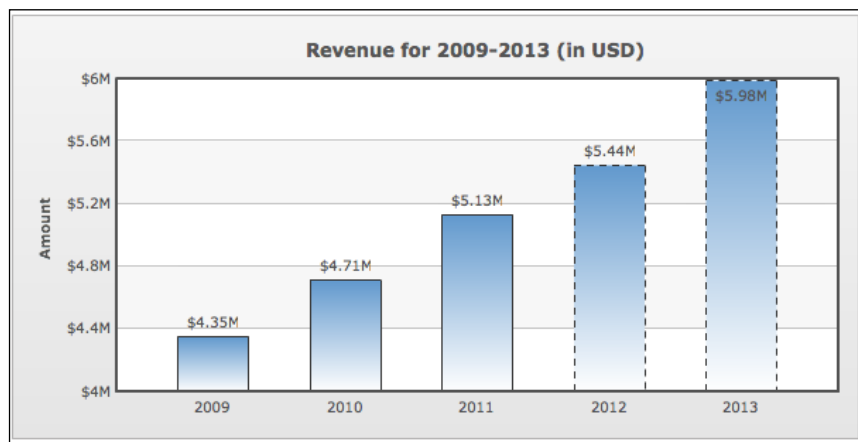 Revenue for 2009-2013 (in USD)
$6M
$5.6M
$5.2M
$4.8M
$4.4M
$4M
Amount
$4.35M
$4.71M
$5.13M
$5.44M
$5.98M
2009
2010
2011
2012
2013